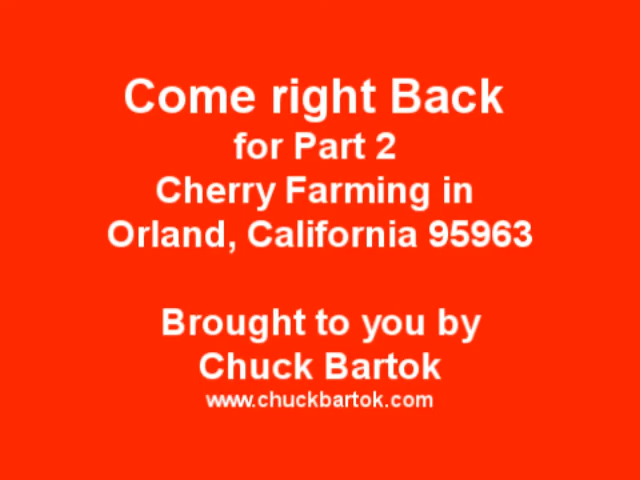 Come right Back
for Part 2
Cherry Farming in
Orland, California 95963
Brought to you by
Chuck Bartok
www.chuckbartok.com